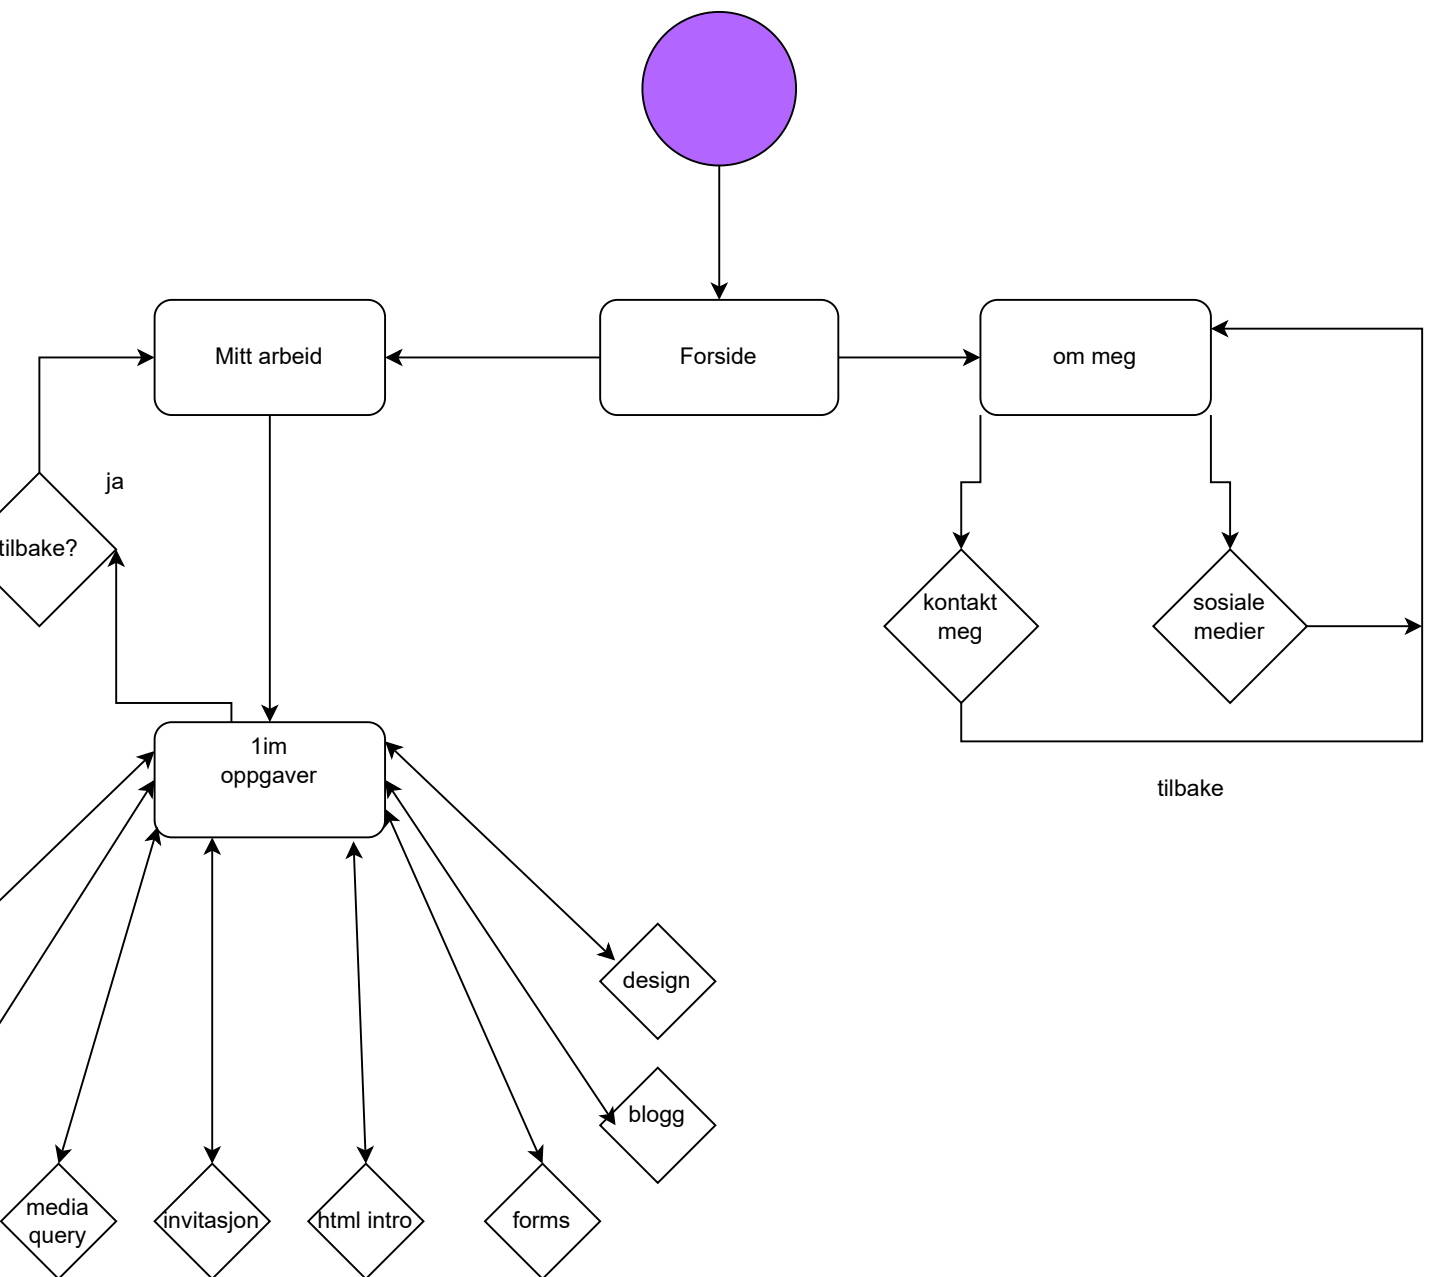 Mitt arbeid
Forside
om meg
ja
tilbake?
kontakt
meg
sosiale
medier
1im
oppgaver
tilbake
design
blogg
media
query
invitasjon
html intro
forms